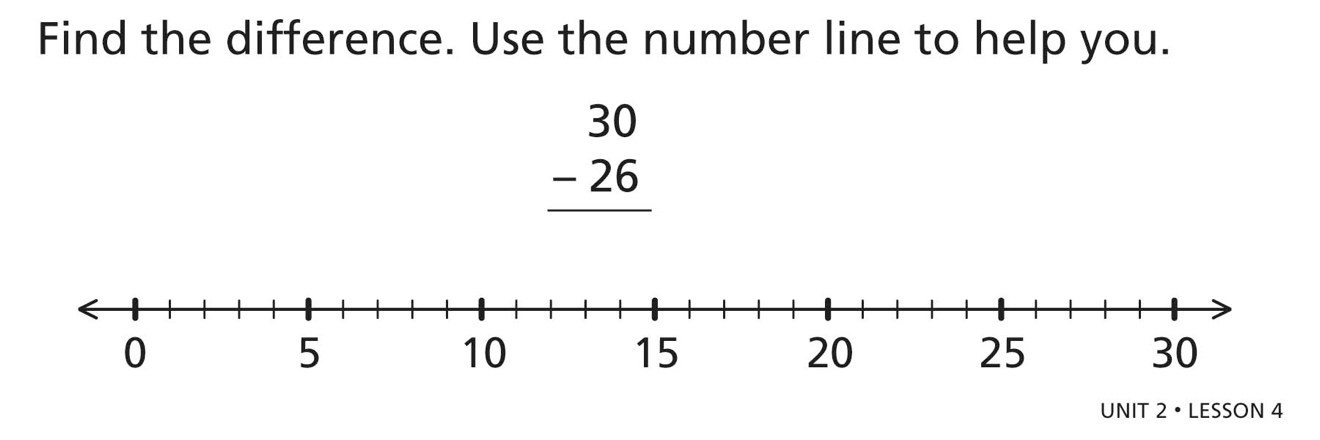 Find the difference. Use the number line to help you.
30
– 26
0 5 10 15 20 25 30
UNIT 2 • LESSON 4